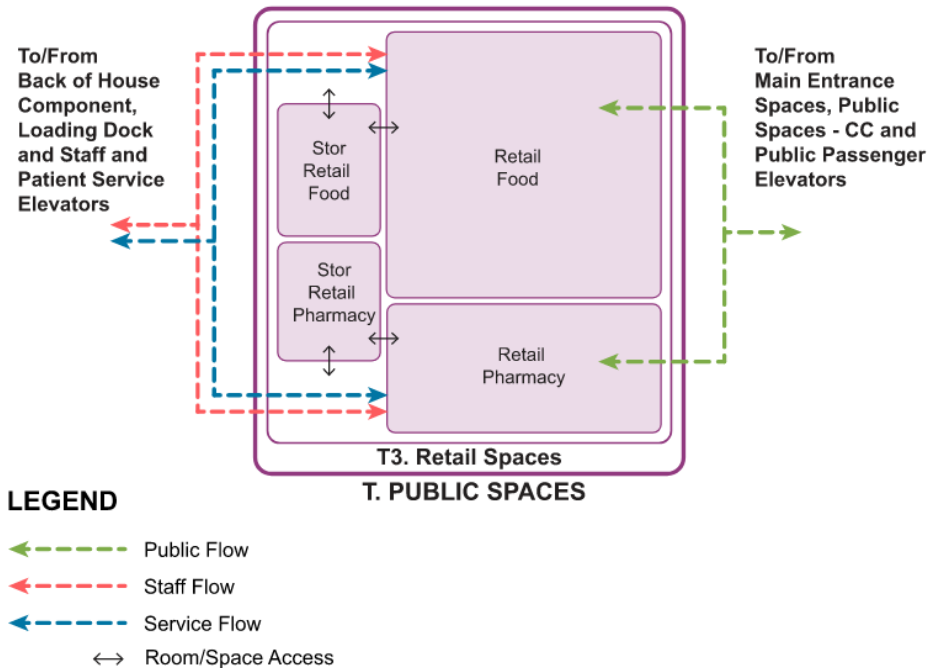 To/From
Back of House
Component,
Loading Dock
and Staff and
Patient Service
Elevators
To/From
Main Entrance
Spaces, Public
Spaces - CC and
Public Passenger
Elevators
Stor
Retail
Food
Retail
Food
Stor
Retail
Pharmacy
Retail
Pharmacy
T3. Retail Spaces
T. PUBLIC SPACES
LEGEND
Public Flow
Staff Flow
Service Flow
Room/Space Access